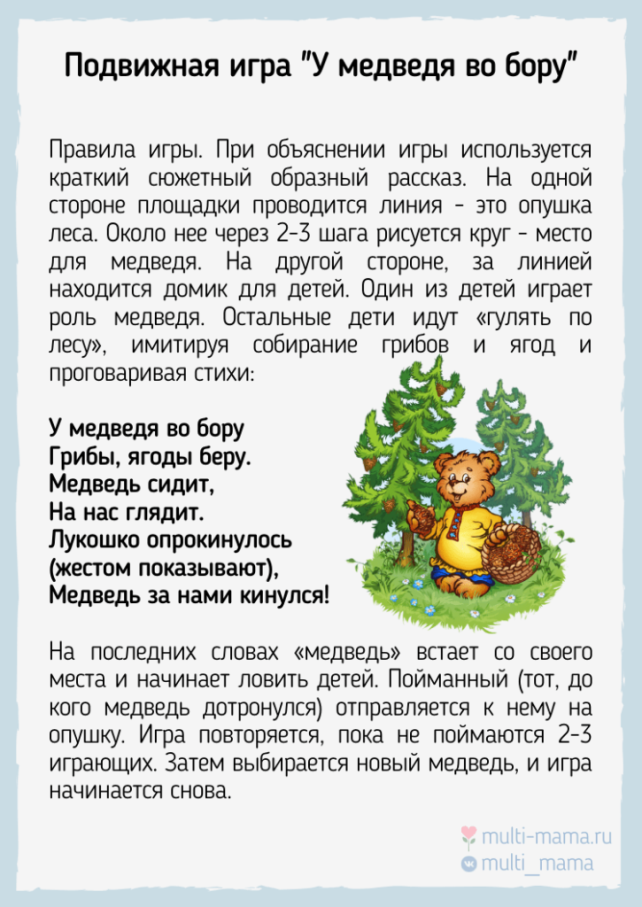 Подвижная игра "У медведя во бору"
Правила игры. При объяснении игры используется
краткий сюжетный образный рассказ. На одной
стороне площадки проводится линия - это опушка
леса. Около нее через 2-3 шага рисуется круг - место
для медведя. На другой стороне, за линией
находится домик для детей. Один из детей играет
роль медведя. Остальные дети идут «гулять по
лесу», имитируя собирание грибов и ягод и
проговаривая стихи:
У медведя во бору
Грибы, ягоды беру.
Медведь сидит,
На нас глядит.
Лукошко опрокинулось
(жестом показывают),
Медведь за нами кинулся!
На последних словах «медведь» встает со своего
места и начинает ловить детей. Пойманный (тот, до
кого медведь дотронулся) отправляется к нему на
опушку. Игра повторяется, пока не поймаются 2-3
играющих. Затем выбирается новый медведь, и игра
начинается снова.
multi-mama.ru
multi_mama